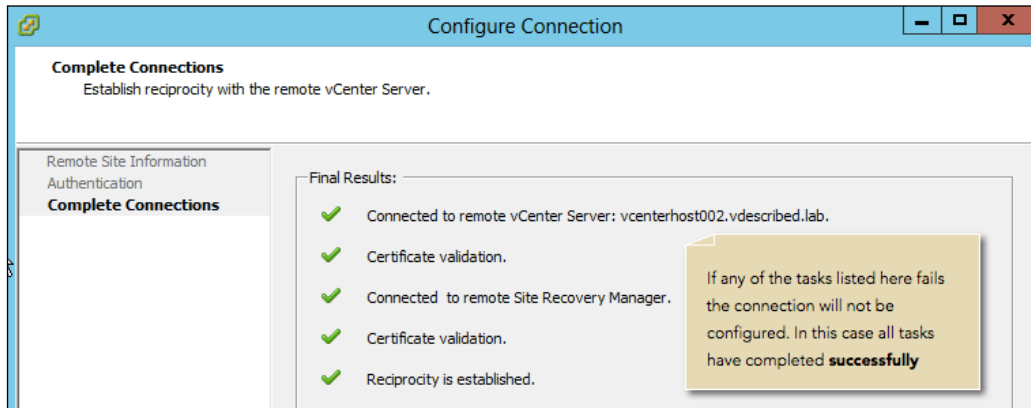 Configure Connection
Complete Connections
Establish reciprocity with the remote vCenter Server.
Remote Site Information
Authentication
Complete Connections
Final Results:
Connected to remote vCenter Server: vcenterhost002.vdescribed.lab.
Certificate validation.
Connected to remote Site Recovery Manager.
Certificate validation.
Reciprocity is established.
If any of the tasks listed here fails
the connection will not be
configured. In this case all tasks
have completed successfully